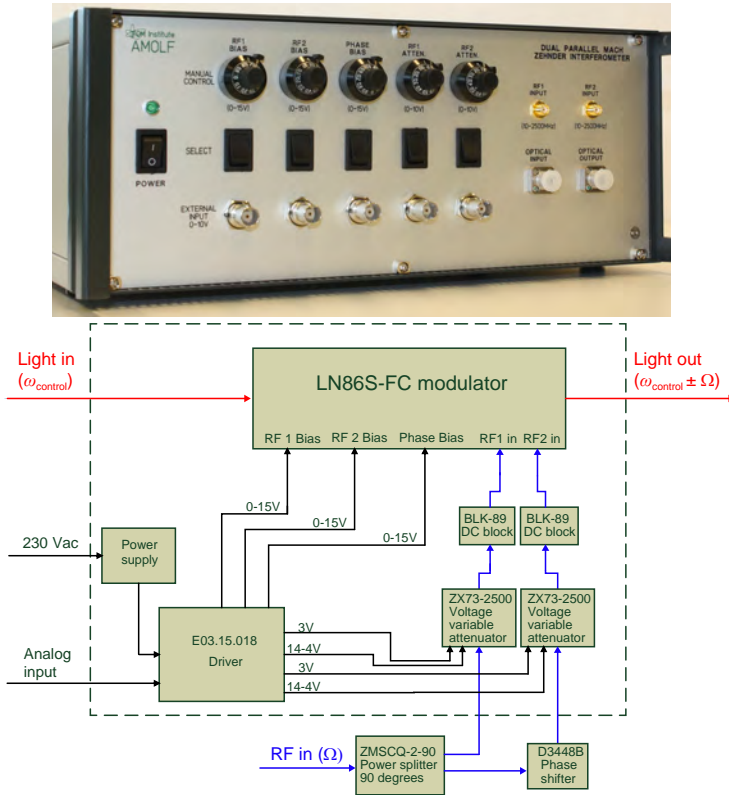 Institute
AMOLF
RF1 BIAS
RF2 BIAS
PHASE BIAS
RF1 ATTEN.
RF2 ATTEN.
DUAL PARALLEL MACH
ZEHNDER INTERFEROMETER
MANUAL CONTROL
(0-15V)
(0-15V)
(0-15V)
(0-10V)
(0-10V)
RF1 INPUT
RF2 INPUT
(10-2500MHz)
(10-2500MHz)
SELECT
POWER
OPTICAL INPUT
OPTICAL OUTPUT
EXTERNAL INPUT
0-10V
Light in
(ωcontrol)
LN86S-FC modulator
Light out
(ωcontrol ± Ω)
RF 1 Bias
RF 2 Bias
Phase Bias
RF1 in
RF2 in
0-15V
0-15V
0-15V
BLK-89
DC block
BLK-89
DC block
230 Vac
Power
supply
ZX73-2500
Voltage
variable
attenuator
ZX73-2500
Voltage
variable
attenuator
E03.15.018
Driver
3V
14-4V
3V
14-4V
Analog
input
RF in (Ω)
ZMSCQ-2-90
Power splitter
90 degrees
D3448B
Phase
shifter